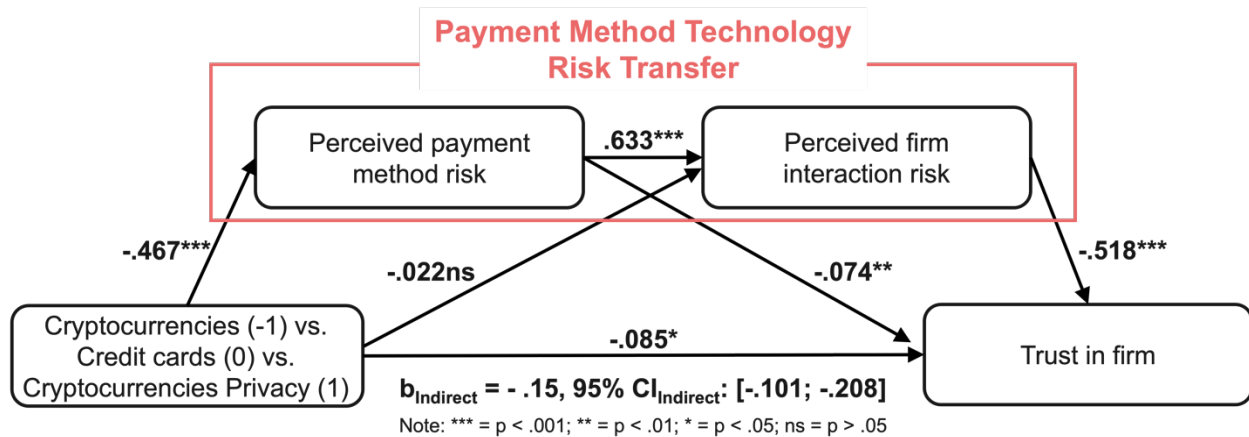 Payment Method Technology
Risk Transfer
Perceived payment
method risk
.633***
Perceived firm
interaction risk
-.467***
-.022ns
-.074**
-.518***
Cryptocurrencies (-1) vs.
Credit cards (0) vs.
Cryptocurrencies Privacy (1)
-.085*
Trust in firm
bIndirect = - .15, 95% CIIndirect: [-.101; -.208]
Note: *** = p < .001; ** = p < .01; * = p < .05; ns = p > .05